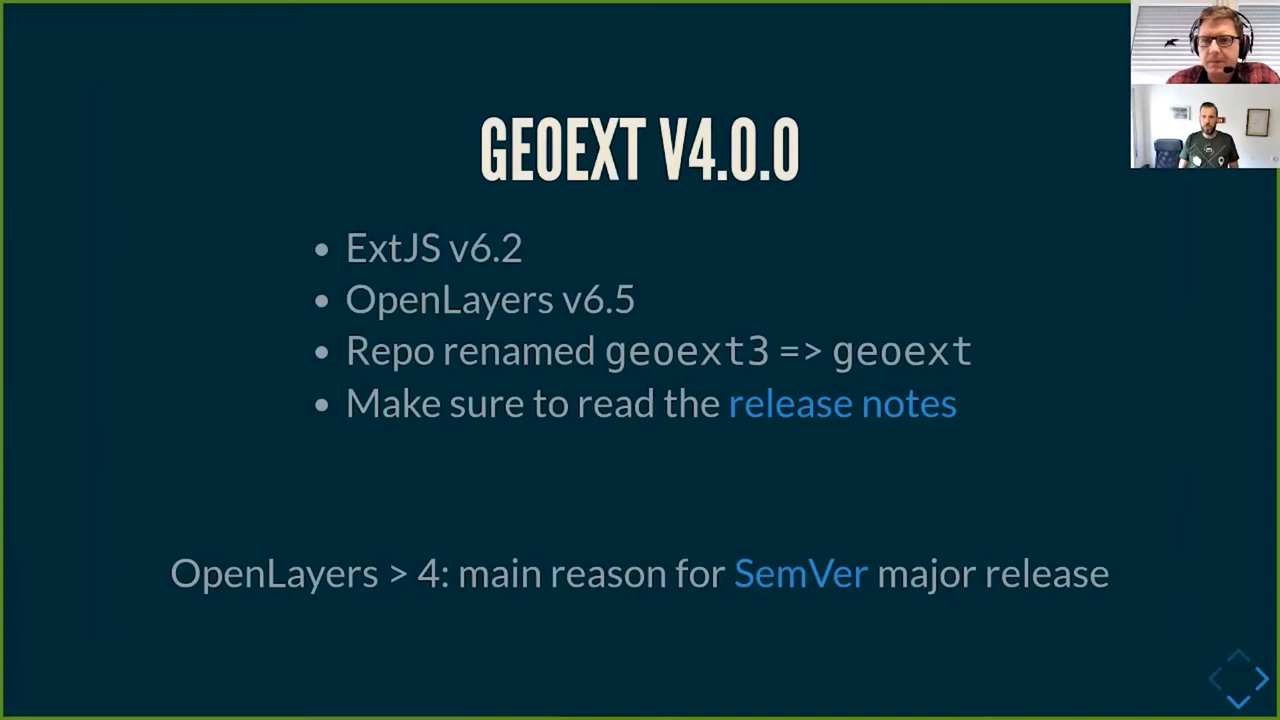 GEOEXT V4.0.0
• ExtJS v6.2
• OpenLayers v6.5
• Repo renamed geoext3 => geoext
• Make sure to read the release notes
OpenLayers > 4: main reason for SemVer major release